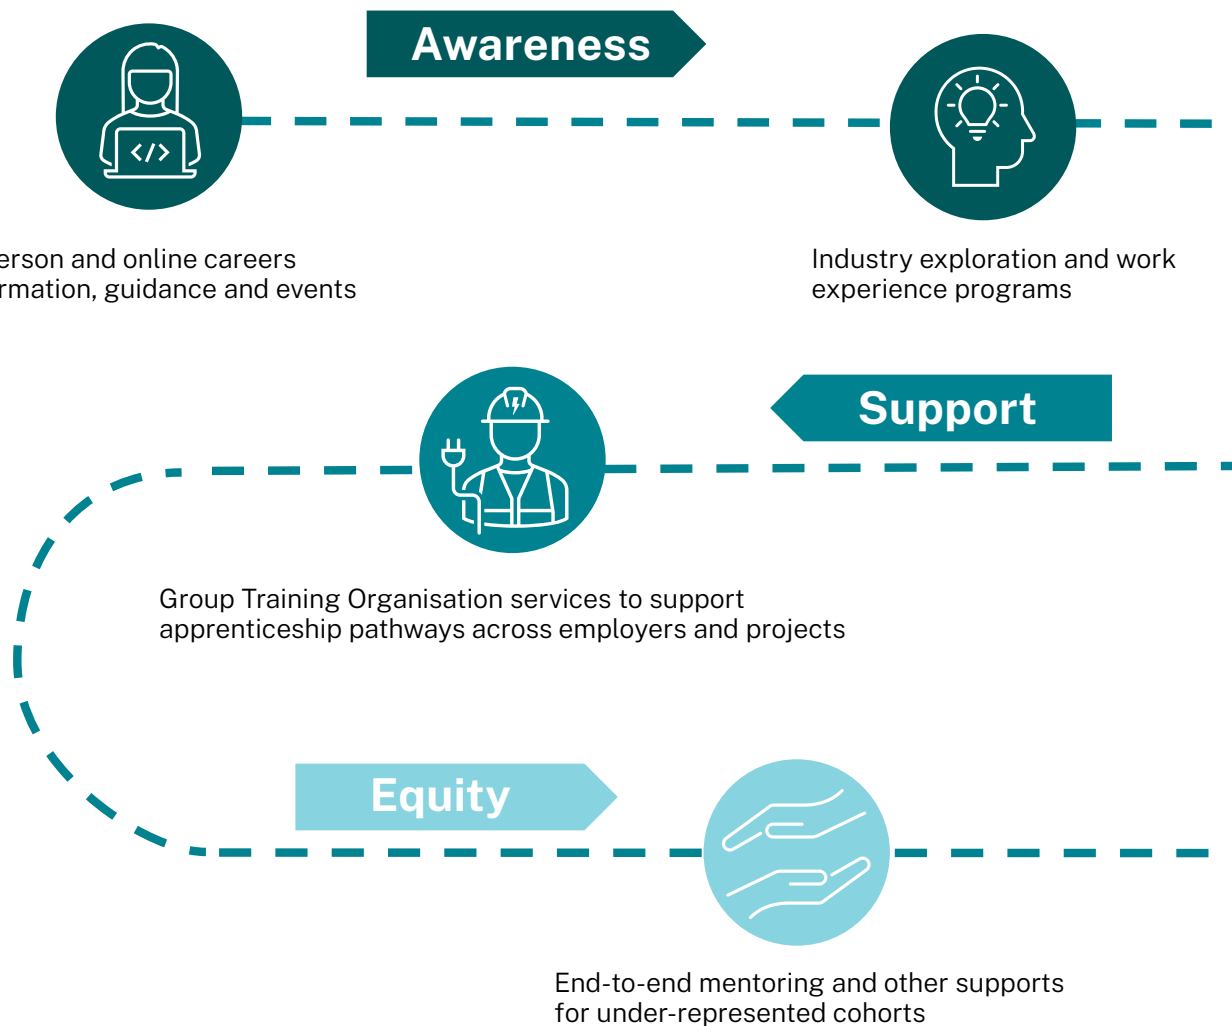 Awareness
</>
erson and online careers
rmation, guidance and events
Industry exploration and work
experience programs
Support
Group Training Organisation services to support
apprenticeship pathways across employers and projects
Equity
End-to-end mentoring and other supports
for under-represented cohorts